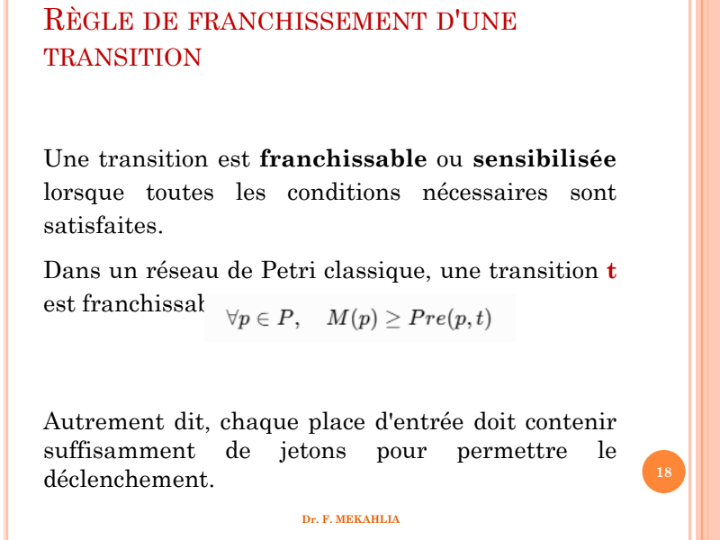 RÈGLE DE FRANCHISSEMENT D'UNE
TRANSITION
Une transition est franchissable ou sensibilisée
lorsque toutes les conditions nécessaires sont
satisfaites.
Dans un réseau de Petri classique, une transition t
est
∀p ∈ P, M(p) ≥ Pre(p, t)
Autrement dit, chaque place d'entrée doit contenir
suffisamment de jetons pour permettre le
déclenchement.
18
Dr. F. MEKAHLIA